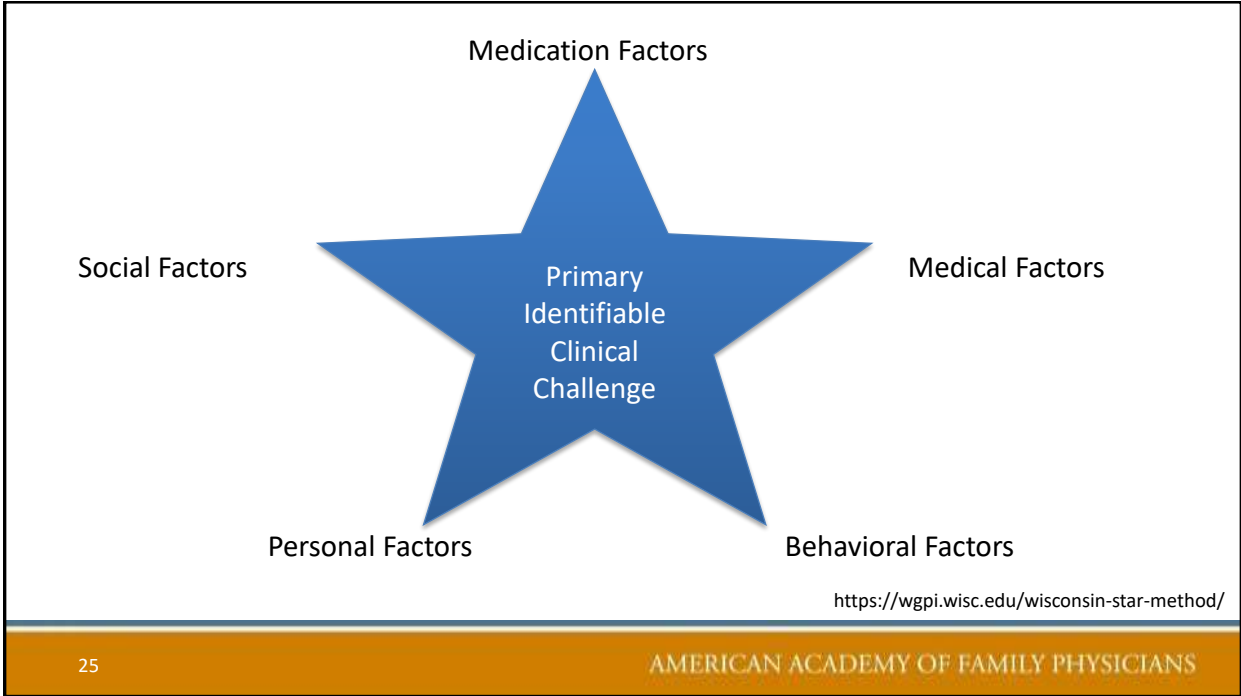 Medication Factors
Social Factors
Medical Factors
Primary
Identifiable
Clinical
Challenge
Personal Factors
Behavioral Factors
https://wgpi.wisc.edu/wisconsin-star-method/
25
AMERICAN ACADEMY OF FAMILY PHYSICIANS